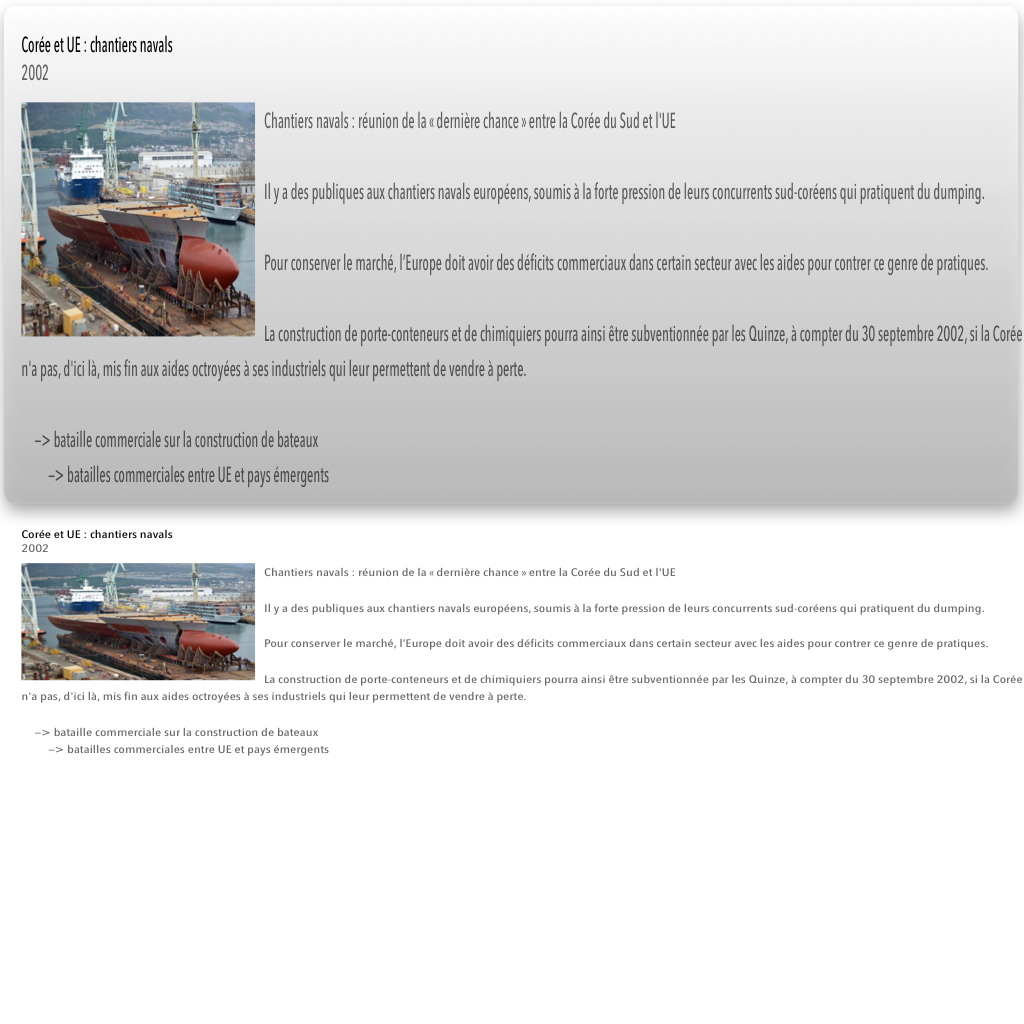 Corée et UE : chantiers navals
2002
Chantiers navals : réunion de la « dernière chance » entre la Corée du Sud et l'UE
Il y a des publiques aux chantiers navals européens, soumis à la forte pression de leurs concurrents sud-coréens qui pratiquent du dumping.
Pour conserver le marché, l’Europe doit avoir des déficits commerciaux dans certain secteur avec les aides pour contrer ce genre de pratiques.
La construction de porte-conteneurs et de chimiquiers pourra ainsi être subventionnée par les Quinze, à compter du 30 septembre 2002, si la Corée
n'a pas, d'ici là, mis fin aux aides octroyées à ses industriels qui leur permettent de vendre à perte.
–> bataille commerciale sur la construction de bateaux
–> batailles commerciales entre UE et pays émergents
Corée et UE : chantiers navals
2002
Chantiers navals : réunion de la « dernière chance » entre la Corée du Sud et l'UE
Il y a des publiques aux chantiers navals européens, soumis à la forte pression de leurs concurrents sud-coréens qui pratiquent du dumping.
Pour conserver le marché, l’Europe doit avoir des déficits commerciaux dans certain secteur avec les aides pour contrer ce genre de pratiques.
La construction de porte-conteneurs et de chimiquiers pourra ainsi être subventionnée par les Quinze, à compter du 30 septembre 2002, si la Corée
n'a pas, d'ici là, mis fin aux aides octroyées à ses industriels qui leur permettent de vendre à perte.
–> bataille commerciale sur la construction de bateaux
–> batailles commerciales entre UE et pays émergents